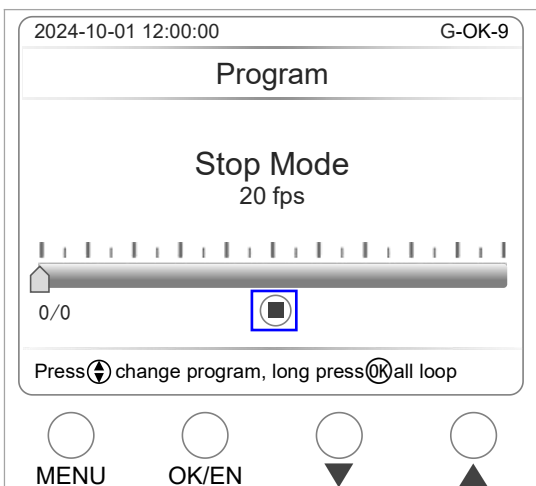 2024-10-01 12:00:00 G-OK-9
Program
Stop Mode
20 fps
0/0
Press change program, long press OK all loop
MENU OK/EN